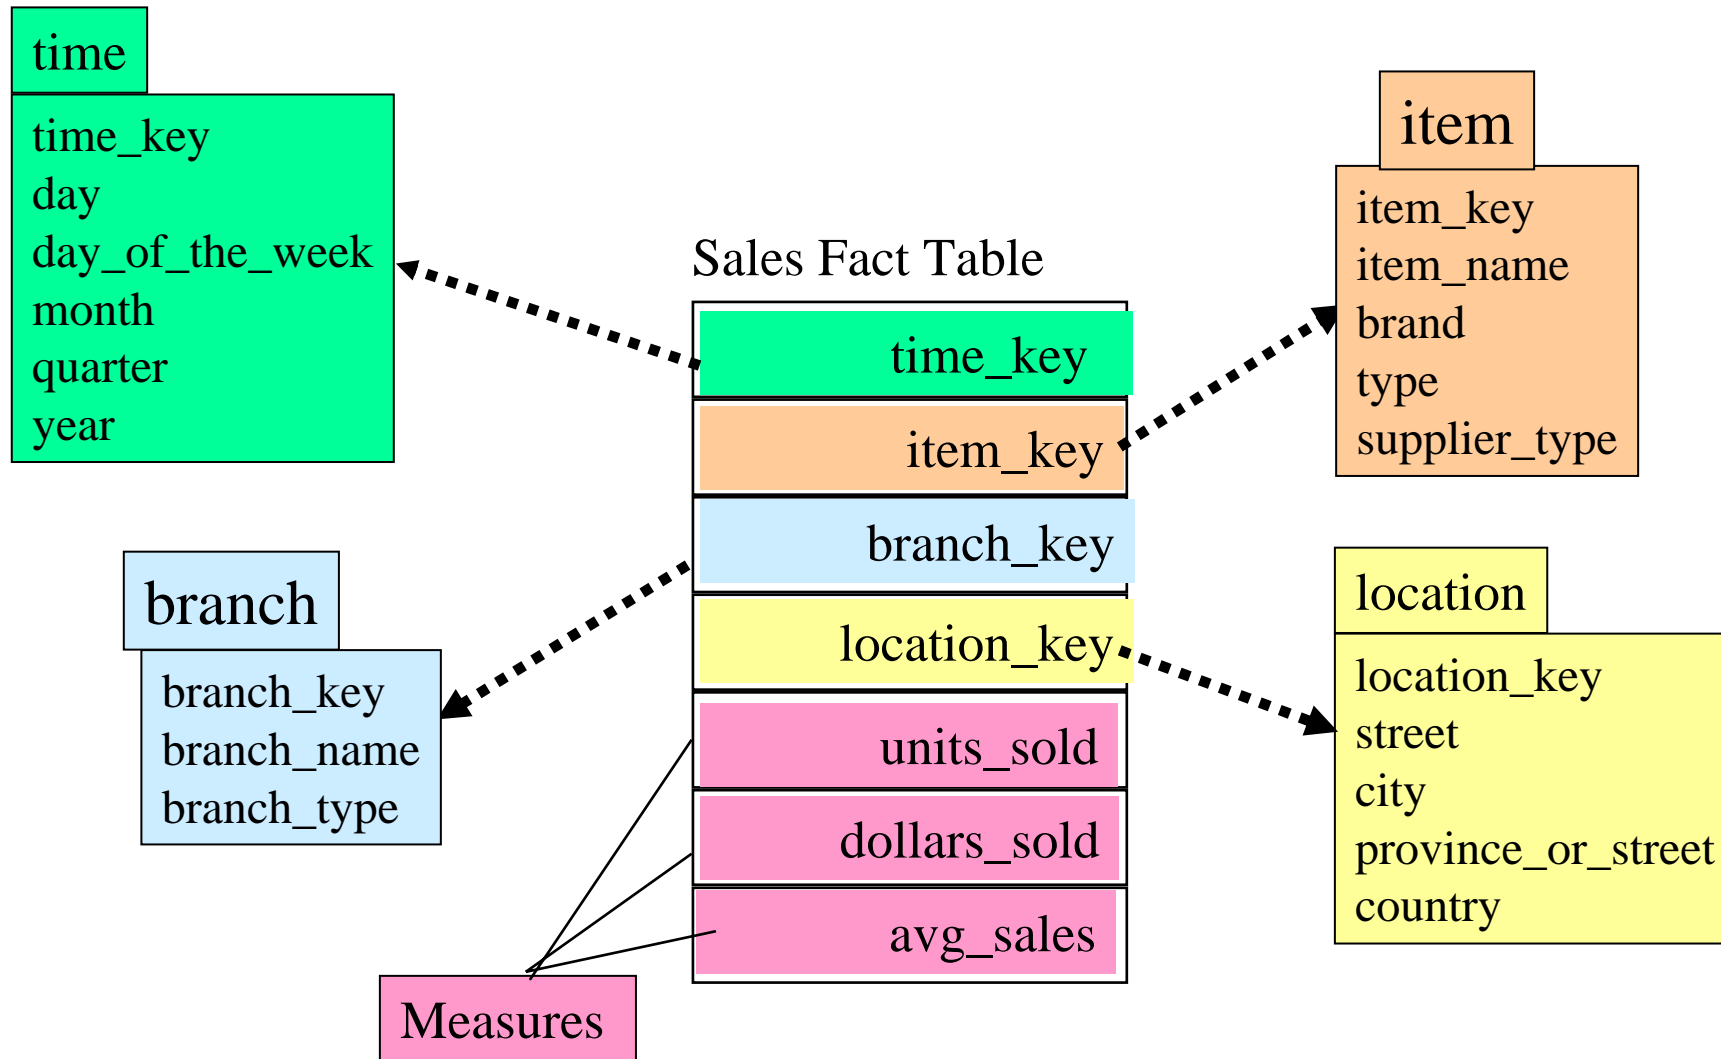 time
time_key
day
day_of_the_week
month
quarter
year
item
item_key
item_name
brand
type
supplier_type
Sales Fact Table
time_key
item_key
branch_key
location_key
units_sold
dollars_sold
avg_sales
branch
branch_key
branch_name
branch_type
location
location_key
street
city
province_or_street
country
Measures